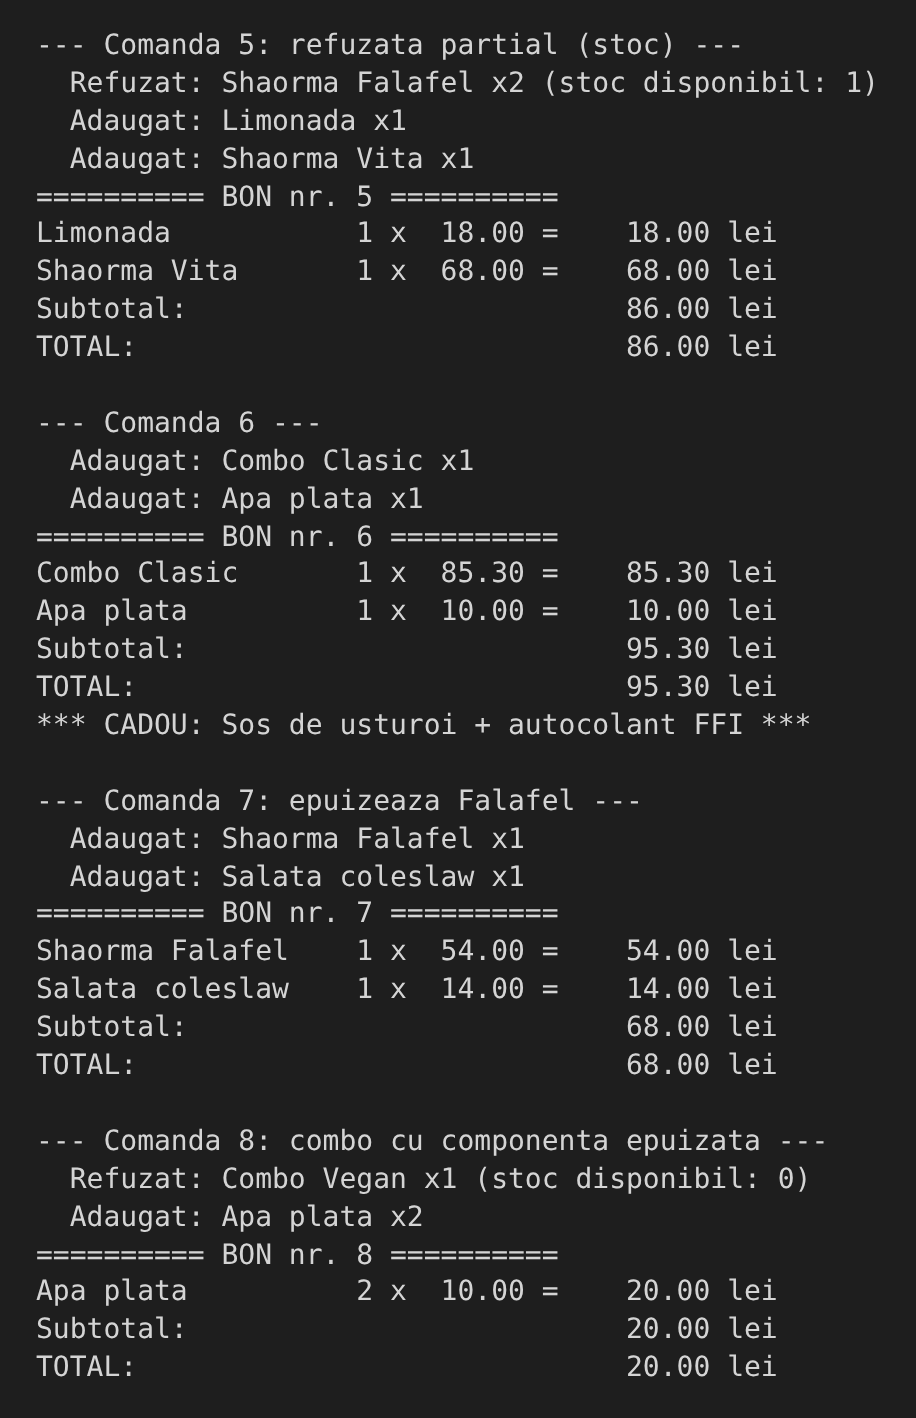 --- Comanda 5: refuzata partial (stoc) ---
  Refuzat: Shaorma Falafel x2 (stoc disponibil: 1)
  Adaugat: Limonada x1
  Adaugat: Shaorma Vita x1
========== BON nr. 5 ==========
Limonada           1 x  18.00 =    18.00 lei
Shaorma Vita       1 x  68.00 =    68.00 lei
Subtotal:                          86.00 lei
TOTAL:                             86.00 lei

--- Comanda 6 ---
  Adaugat: Combo Clasic x1
  Adaugat: Apa plata x1
========== BON nr. 6 ==========
Combo Clasic       1 x  85.30 =    85.30 lei
Apa plata          1 x  10.00 =    10.00 lei
Subtotal:                          95.30 lei
TOTAL:                             95.30 lei
*** CADOU: Sos de usturoi + autocolant FFI ***

--- Comanda 7: epuizeaza Falafel ---
  Adaugat: Shaorma Falafel x1
  Adaugat: Salata coleslaw x1
========== BON nr. 7 ==========
Shaorma Falafel    1 x  54.00 =    54.00 lei
Salata coleslaw    1 x  14.00 =    14.00 lei
Subtotal:                          68.00 lei
TOTAL:                             68.00 lei

--- Comanda 8: combo cu componenta epuizata ---
  Refuzat: Combo Vegan x1 (stoc disponibil: 0)
  Adaugat: Apa plata x2
========== BON nr. 8 ==========
Apa plata          2 x  10.00 =    20.00 lei
Subtotal:                          20.00 lei
TOTAL:                             20.00 lei